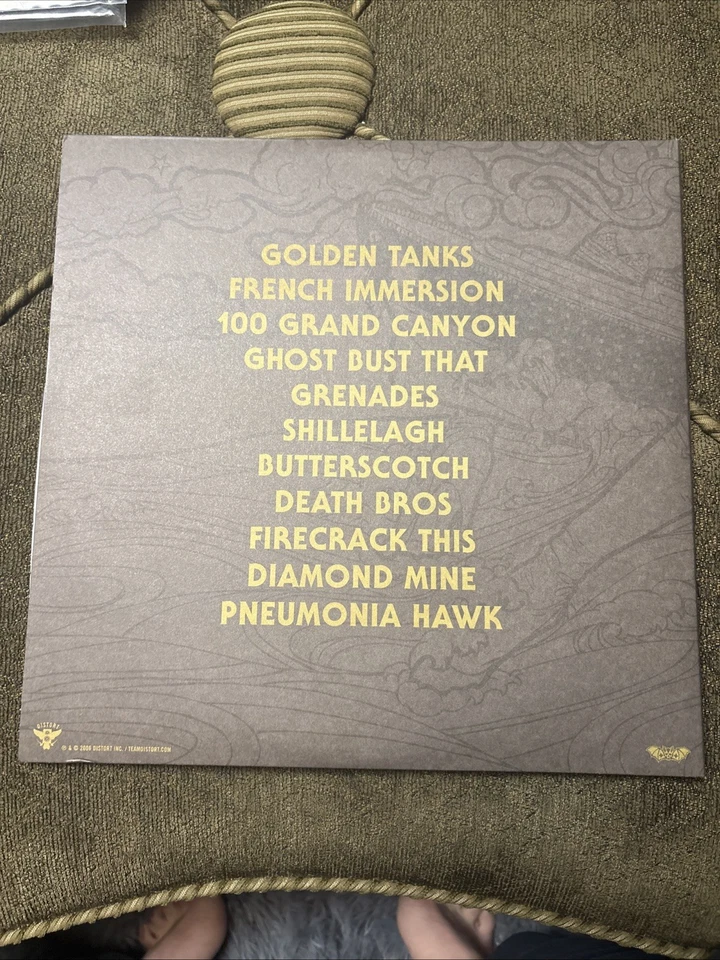 GOLDEN TANKS
FRENCH IMMERSION
100 GRAND CANYON
GHOST BUST THAT
GRENADES
SHILLELAGH
BUTTERSCOTCH
DEATH BROS
FIRECRACK THIS
DIAMOND MINE
PNEUMONIA HAWK
DISTORT
℗ & © 2008 DISTORT INC. / TEAMDISTORT.COM